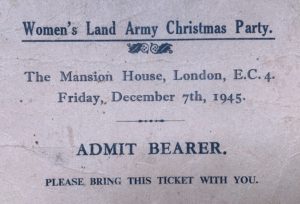 Women's Land Army Christmas Party.
The Mansion House, London, E.C. 4.
Friday, December 7th, 1945.
ADMIT BEARER.
PLEASE BRING THIS TICKET WITH YOU.